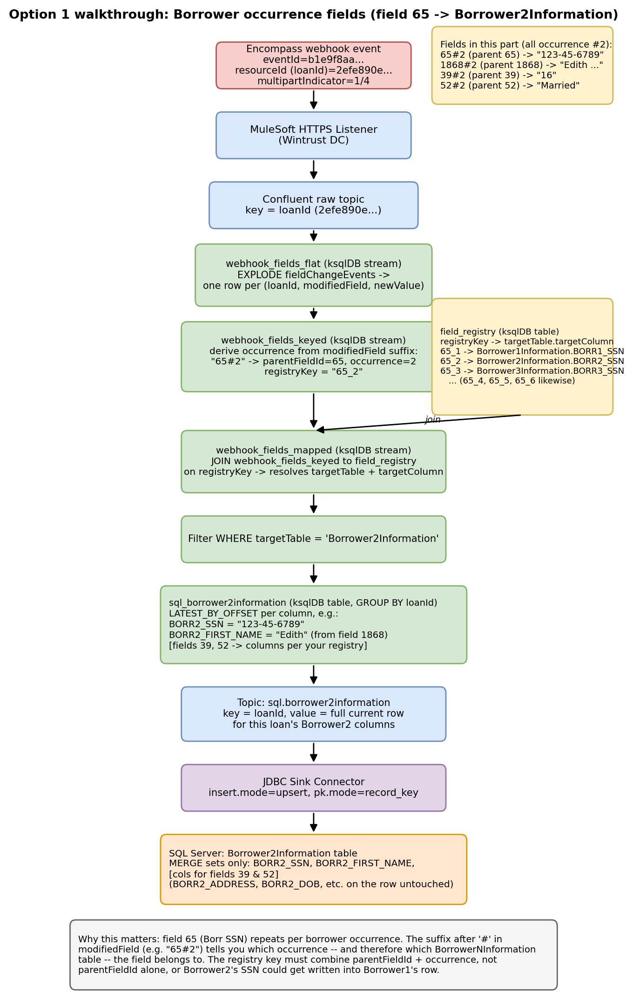 Option 1 walkthrough: Borrower occurrence fields (field 65 -> Borrower2Information)
Encompass webhook event
eventId=b1e9f8aa...
resourceId (loanId)=2efe890e...
multipartIndicator=1/4
Fields in this part (all occurrence #2):
65#2 (parent 65) -> "123-45-6789"
1868#2 (parent 1868) -> "Edith ..."
39#2 (parent 39) -> "16"
52#2 (parent 52) -> "Married"
MuleSoft HTTPS Listener
(Wintrust DC)
Confluent raw topic
key = loanId (2efe890e...)
webhook_fields_flat (ksqlDB stream)
EXPLODE fieldChangeEvents ->
one row per (loanId, modifiedField, newValue)
webhook_fields_keyed (ksqlDB stream)
derive occurrence from modifiedField suffix:
"65#2" -> parentFieldId=65, occurrence=2
registryKey = "65_2"
field_registry (ksqlDB table)
registryKey -> targetTable.targetColumn
65_1 -> Borrower1Information.BORR1_SSN
65_2 -> Borrower2Information.BORR2_SSN
65_3 -> Borrower3Information.BORR3_SSN
... (65_4, 65_5, 65_6 likewise)
join
webhook_fields_mapped (ksqlDB stream)
JOIN webhook_fields_keyed to field_registry
on registryKey -> resolves targetTable + targetColumn
Filter WHERE targetTable = 'Borrower2Information'
sql_borrower2information (ksqlDB table, GROUP BY loanId)
LATEST_BY_OFFSET per column, e.g.:
BORR2_SSN = "123-45-6789"
BORR2_FIRST_NAME = "Edith" (from field 1868)
[fields 39, 52 -> columns per your registry]
Topic: sql.borrower2information
key = loanId, value = full current row
for this loan's Borrower2 columns
JDBC Sink Connector
insert.mode=upsert, pk.mode=record_key
SQL Server: Borrower2Information table
MERGE sets only: BORR2_SSN, BORR2_FIRST_NAME,
[cols for fields 39 & 52]
(BORR2_ADDRESS, BORR2_DOB, etc. on the row untouched)
Why this matters: field 65 (Borr SSN) repeats per borrower occurrence. The suffix after '#' in
modifiedField (e.g. "65#2") tells you which occurrence -- and therefore which BorrowerNInformation
table -- the field belongs to. The registry key must combine parentFieldId + occurrence, not
parentFieldId alone, or Borrower2's SSN could get written into Borrower1's row.